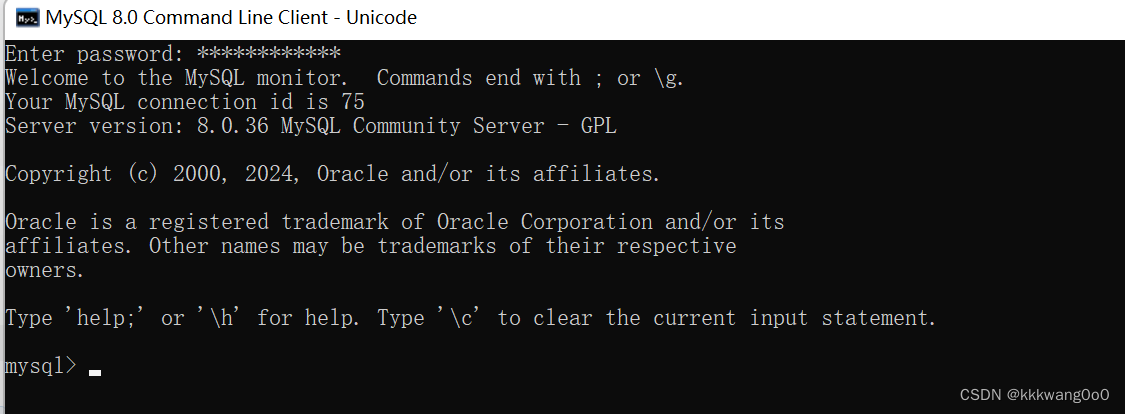 MySQL 8.0 Command Line Client - Unicode
Enter password: ************
Welcome to the MySQL monitor.  Commands end with ; or \g.
Your MySQL connection id is 75
Server version: 8.0.36 MySQL Community Server - GPL
Copyright (c) 2000, 2024, Oracle and/or its affiliates.
Oracle is a registered trademark of Oracle Corporation and/or its
affiliates. Other names may be trademarks of their respective
owners.
Type 'help;' or '\h' for help. Type '\c' to clear the current input statement.
mysql>
CSDN @kkkwang0o0